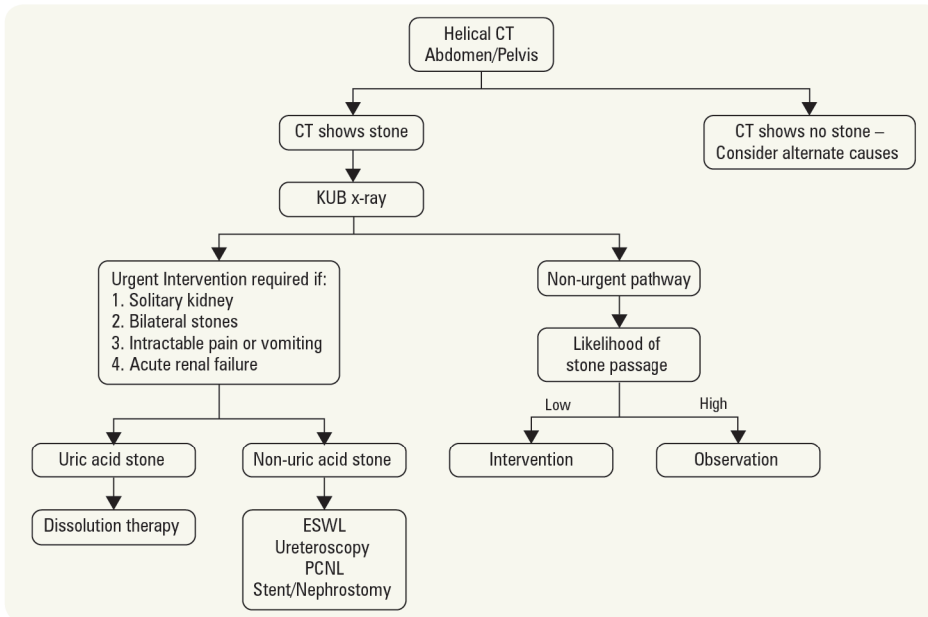 Helical CT
Abdomen/Pelvis
CT shows stone
CT shows no stone –
Consider alternate causes
KUB x-ray
Urgent Intervention required if:
1. Solitary kidney
2. Bilateral stones
3. Intractable pain or vomiting
4. Acute renal failure
Non-urgent pathway
Likelihood of
stone passage
Low
High
Uric acid stone
Non-uric acid stone
Intervention
Observation
Dissolution therapy
ESWL
Ureteroscopy
PCNL
Stent/Nephrostomy